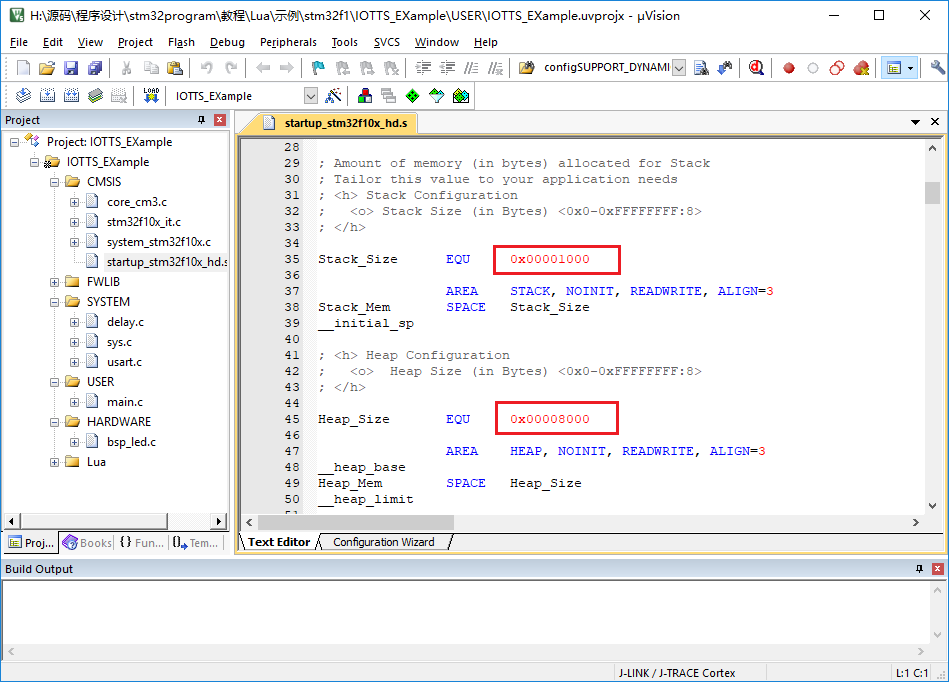 H:\源码\程序设计\stm32program\教程\Lua\示例\stm32f1\IOTTS_EXample\USER\IOTTS_EXample.uvprojx - µVision
File Edit View Project Flash Debug Peripherals Tools SVCS Window Help
configSUPPORT_DYNAMI
LOAD IOTTS_EXample
Project
Project: IOTTS_EXample
IOTTS_EXample
CMSIS
core_cm3.c
stm32f10x_it.c
system_stm32f10x.c
startup_stm32f10x_hd.s
FWLIB
SYSTEM
delay.c
sys.c
usart.c
USER
main.c
HARDWARE
bsp_led.c
Lua
Proj... Books {} Fun... Tem...
startup_stm32f10x_hd.s
28
29 ; Amount of memory (in bytes) allocated for Stack
30 ; Tailor this value to your application needs
31 ; <h> Stack Configuration
32 ;   <o> Stack Size (in Bytes) <0x0-0xFFFFFFFF:8>
33 ; </h>
34
35 Stack_Size      EQU     0x00001000
36
37                 AREA    STACK, NOINIT, READWRITE, ALIGN=3
38 Stack_Mem       SPACE   Stack_Size
39 __initial_sp
40
41 ; <h> Heap Configuration
42 ;   <o>  Heap Size (in Bytes) <0x0-0xFFFFFFFF:8>
43 ; </h>
44
45 Heap_Size       EQU     0x00008000
46
47                 AREA    HEAP, NOINIT, READWRITE, ALIGN=3
48 __heap_base
49 Heap_Mem        SPACE   Heap_Size
50 __heap_limit
Text Editor Configuration Wizard
Build Output
J-LINK / J-TRACE Cortex L:1 C:1